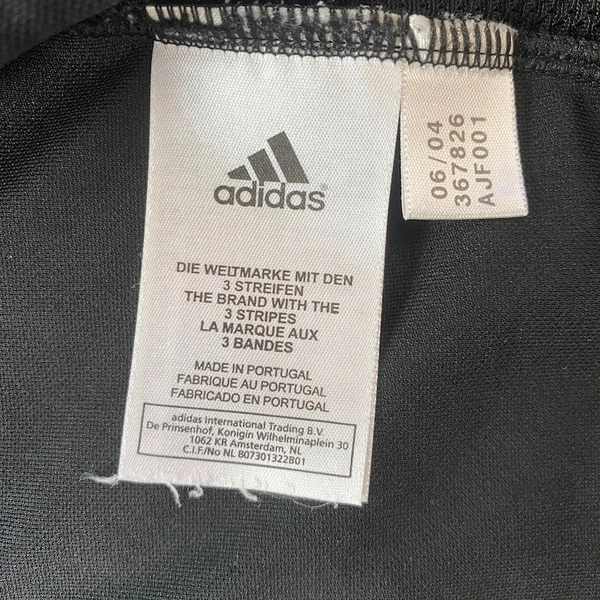 adidas
DIE WELTMARKE MIT DEN
3 STREIFEN
THE BRAND WITH THE
3 STRIPES
LA MARQUE AUX
3 BANDES
MADE IN PORTUGAL
FABRIQUE AU PORTUGAL
FABRICADO EN PORTUGAL
adidas International Trading B.V.
De Prinsenhof, Konigin Wilhelminaplein 30
1062 KR Amsterdam, NL
C.I.F/No NL 807301322B01
06/04
367826
AJF001